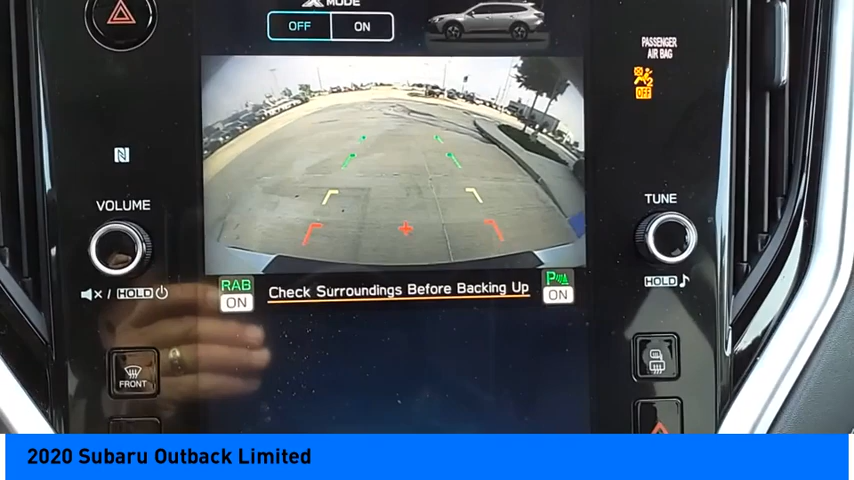 X MODE
OFF ON
PASSENGER
AIR BAG
2
OFF
N
VOLUME
TUNE
/ HOLD
HOLD
RAB
ON
Check Surroundings Before Backing Up
P
ON
FRONT
2020 Subaru Outback Limited